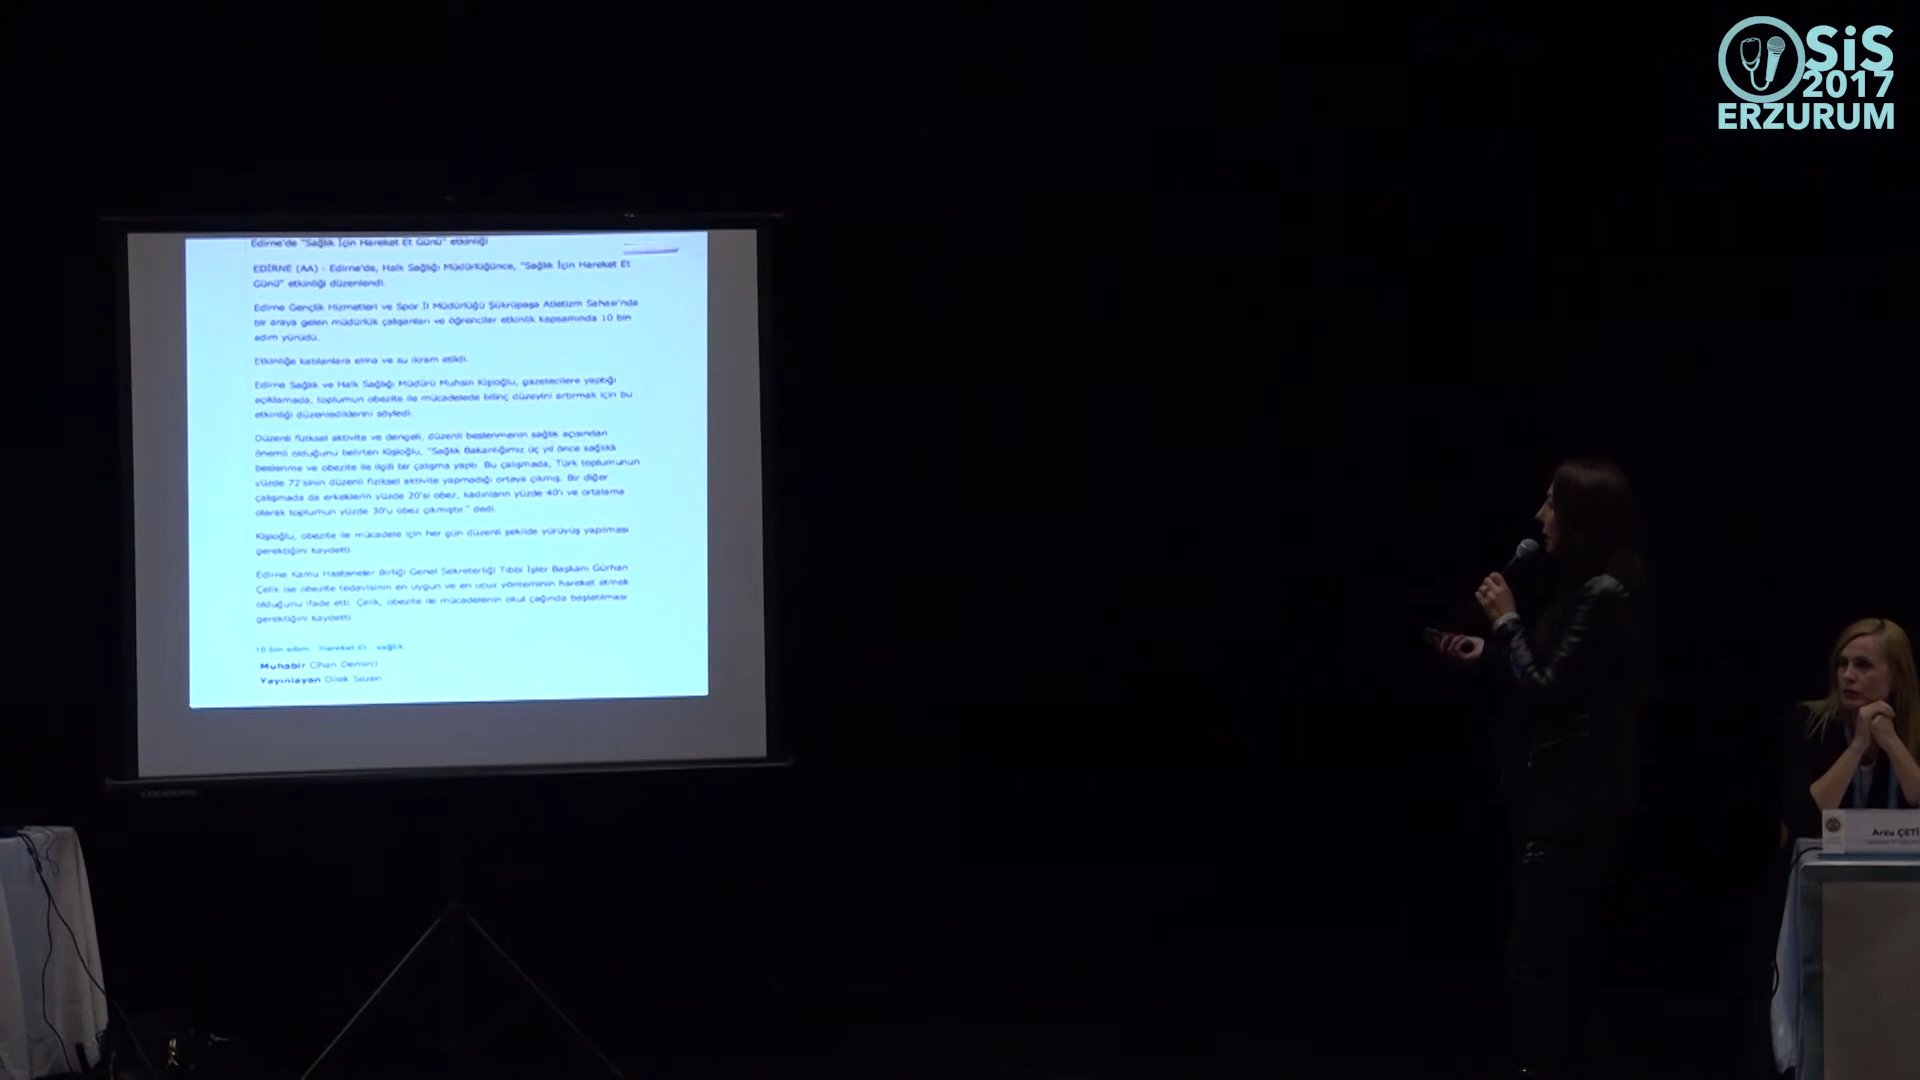 SiS
2017
ERZURUM
Edirne'de "Sağlık İçin Hareket Et Günü" etkinliği
EDİRNE (AA) - Edirne'de, Halk Sağlığı Müdürlüğünce, "Sağlık İçin Hareket Et
Günü" etkinliği düzenlendi.
Edirne Gençlik Hizmetleri ve Spor İl Müdürlüğü Şükrüpaşa Atletizm Sahası'nda
bir araya gelen müdürlük çalışanları ve öğrenciler etkinlik kapsamında 10 bin
adım yürüdü.
Etkinliğe katılanlara elma ve su ikram edildi.
Edirne Sağlık ve Halk Sağlığı Müdürü Muhsin Kişioğlu, gazetecilere yaptığı
açıklamada, toplumun obezite ile mücadelede bilinç düzeyini artırmak için bu
etkinliği düzenlediklerini söyledi.
Düzenli fiziksel aktivite ve dengeli, düzenli beslenmenin sağlık açısından
önemli olduğunu belirten Kişioğlu, "Sağlık Bakanlığımız üç yıl önce sağlıklı
beslenme ve obezite ile ilgili bir çalışma yaptı. Bu çalışmada, Türk toplumunun
yüzde 72'sinin düzenli fiziksel aktivite yapmadığı ortaya çıkmış. Bir diğer
çalışmada da erkeklerin yüzde 20'si obez, kadınların yüzde 40'ı ve ortalama
olarak toplumun yüzde 30'u obez çıkmıştır." dedi.
Kişioğlu, obezite ile mücadele için her gün düzenli şekilde yürüyüş yapılması
gerektiğini kaydetti.
Edirne Kamu Hastaneler Birliği Genel Sekreterliği Tıbbi İşler Başkanı Gürhan
Çelik ise obezite tedavisinin en uygun ve en ucuz yönteminin hareket etmek
olduğunu ifade etti. Çelik, obezite ile mücadelenin okul çağında başlatılması
gerektiğini kaydetti.
10 bin adım Hareket Et sağlık
Muhabir Cihan Demirci
Yayınlayan Dilek Sezen
Arzu ÇETİ